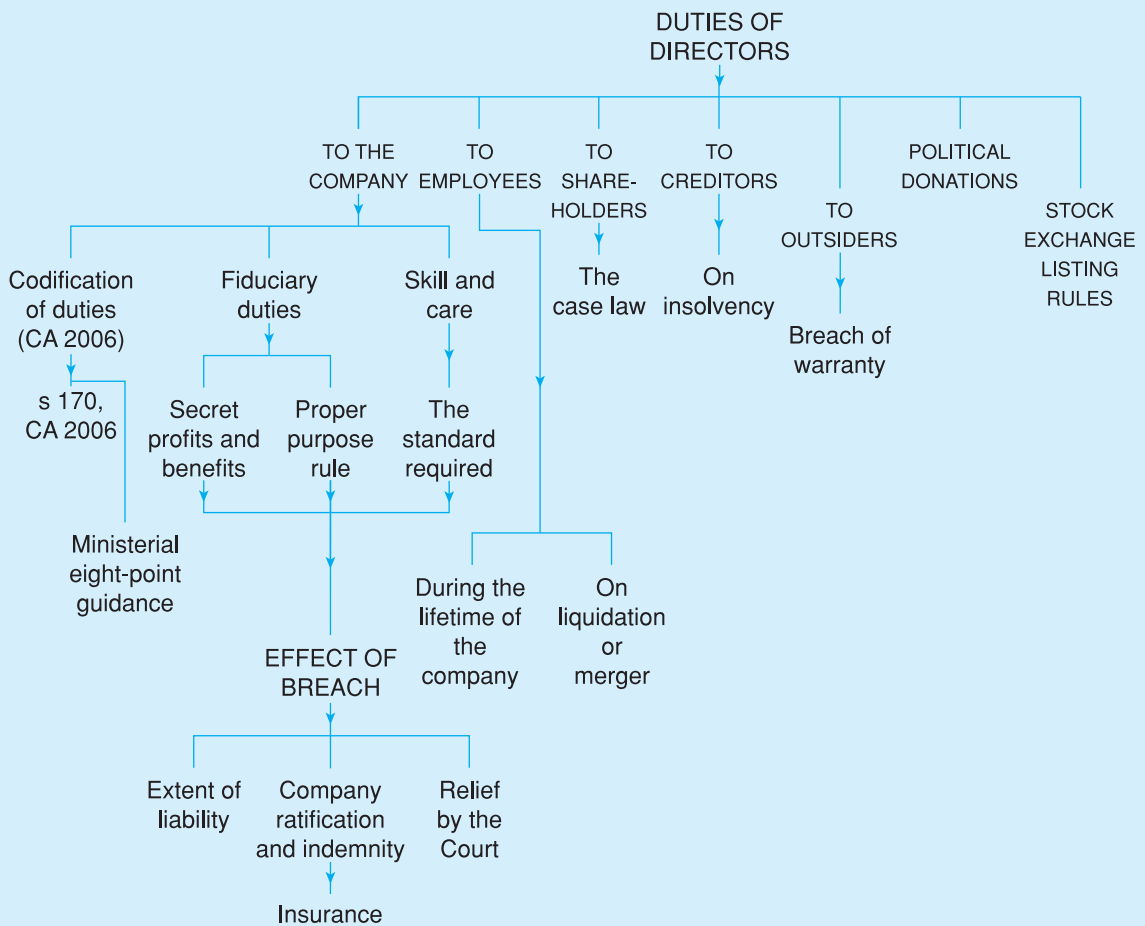 DUTIES OF
DIRECTORS
TO THE
COMPANY
TO
EMPLOYEES
TO
SHARE-
HOLDERS
TO
CREDITORS
TO
OUTSIDERS
POLITICAL
DONATIONS
STOCK
EXCHANGE
LISTING
RULES
Codification
of duties
(CA 2006)
Fiduciary
duties
Skill and
care
The
case law
On
insolvency
Breach of
warranty
s 170,
CA 2006
Secret
profits and
benefits
Proper
purpose
rule
The
standard
required
Ministerial
eight-point
guidance
During the
lifetime of
the
company
On
liquidation
or
merger
EFFECT OF
BREACH
Extent of
liability
Company
ratification
and indemnity
Relief
by the
Court
Insurance